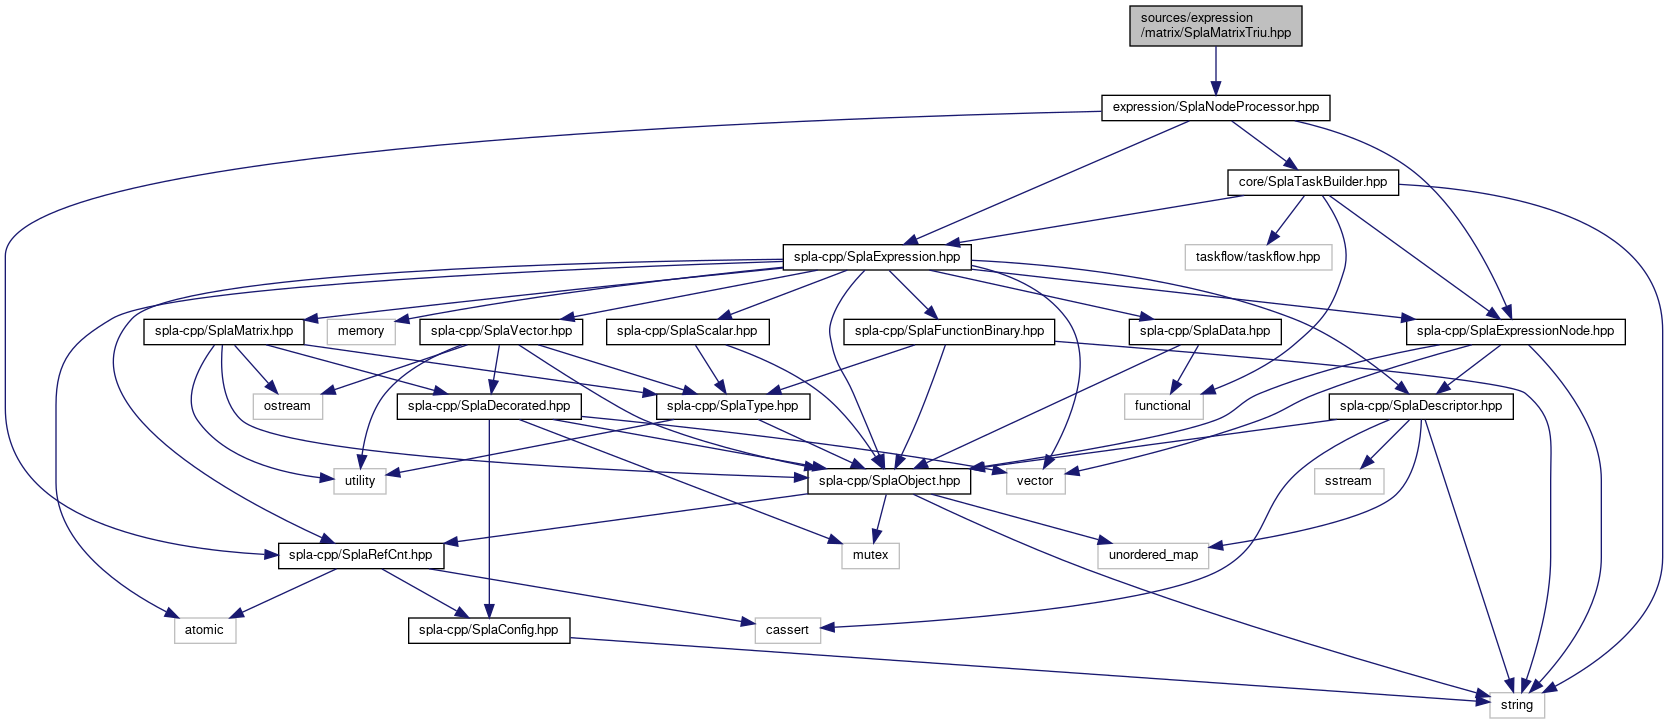 sources/expression
/matrix/SplaMatrixTriu.hpp
expression/SplaNodeProcessor.hpp
core/SplaTaskBuilder.hpp
spla-cpp/SplaExpression.hpp
taskflow/taskflow.hpp
spla-cpp/SplaMatrix.hpp
memory
spla-cpp/SplaVector.hpp
spla-cpp/SplaScalar.hpp
spla-cpp/SplaFunctionBinary.hpp
spla-cpp/SplaData.hpp
spla-cpp/SplaExpressionNode.hpp
ostream
spla-cpp/SplaDecorated.hpp
spla-cpp/SplaType.hpp
functional
spla-cpp/SplaDescriptor.hpp
utility
spla-cpp/SplaObject.hpp
vector
sstream
spla-cpp/SplaRefCnt.hpp
mutex
unordered_map
atomic
spla-cpp/SplaConfig.hpp
cassert
string